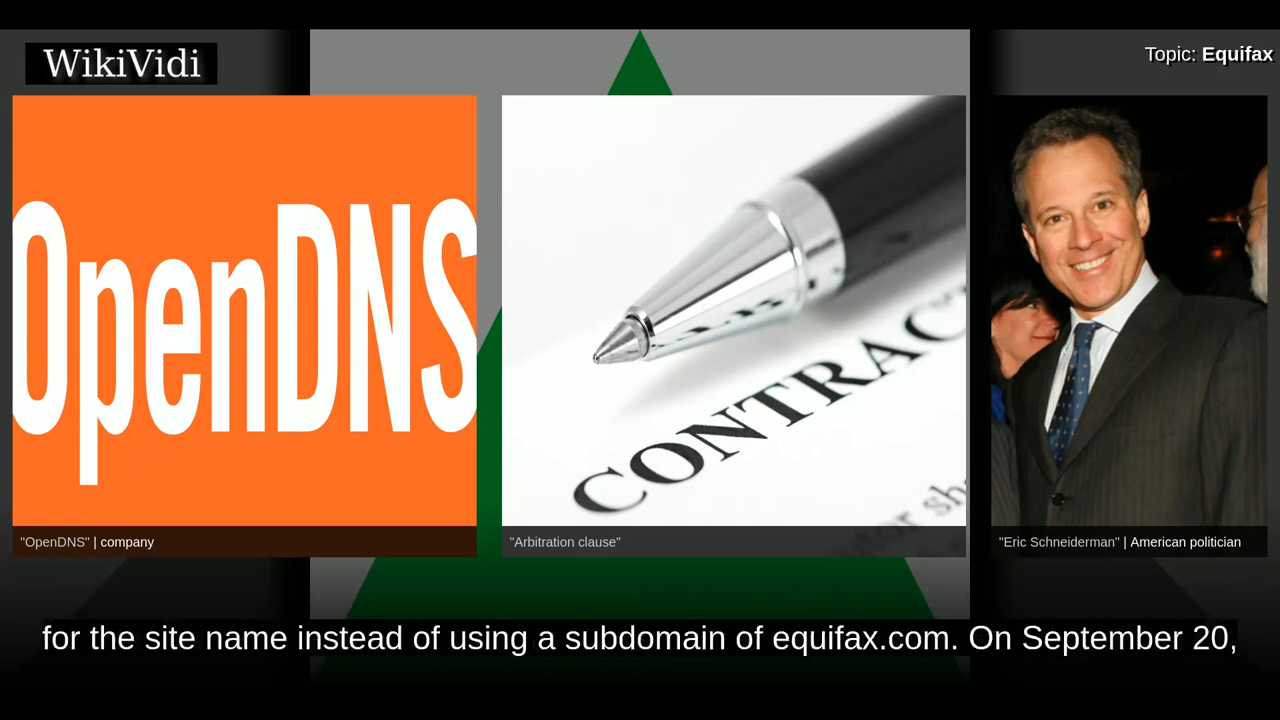 WikiVidi
Topic: Equifax
OpenDNS
CONTRAC
"OpenDNS" | company
"Arbitration clause"
"Eric Schneiderman" | American politician
for the site name instead of using a subdomain of equifax.com. On September 20,